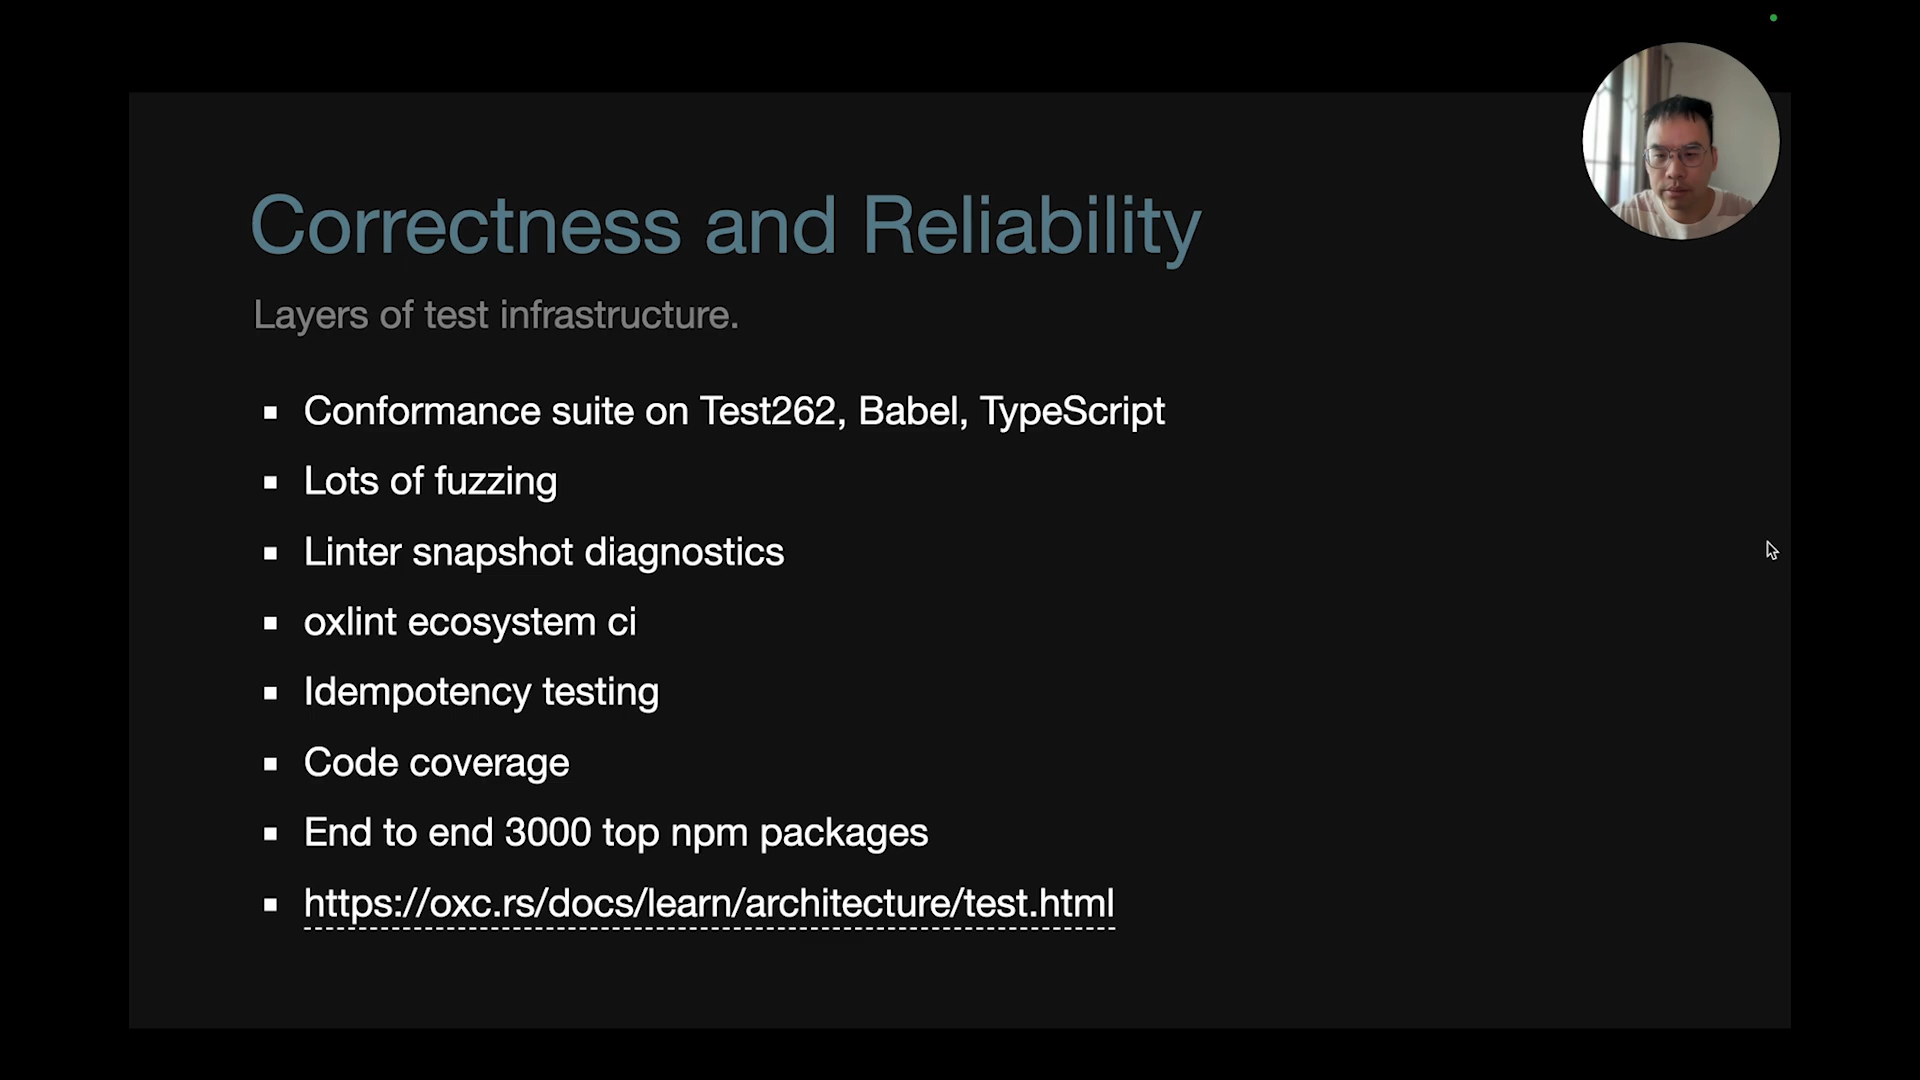 Correctness and Reliability
Layers of test infrastructure.
Conformance suite on Test262, Babel, TypeScript
Lots of fuzzing
Linter snapshot diagnostics
oxlint ecosystem ci
Idempotency testing
Code coverage
End to end 3000 top npm packages
https://oxc.rs/docs/learn/architecture/test.html